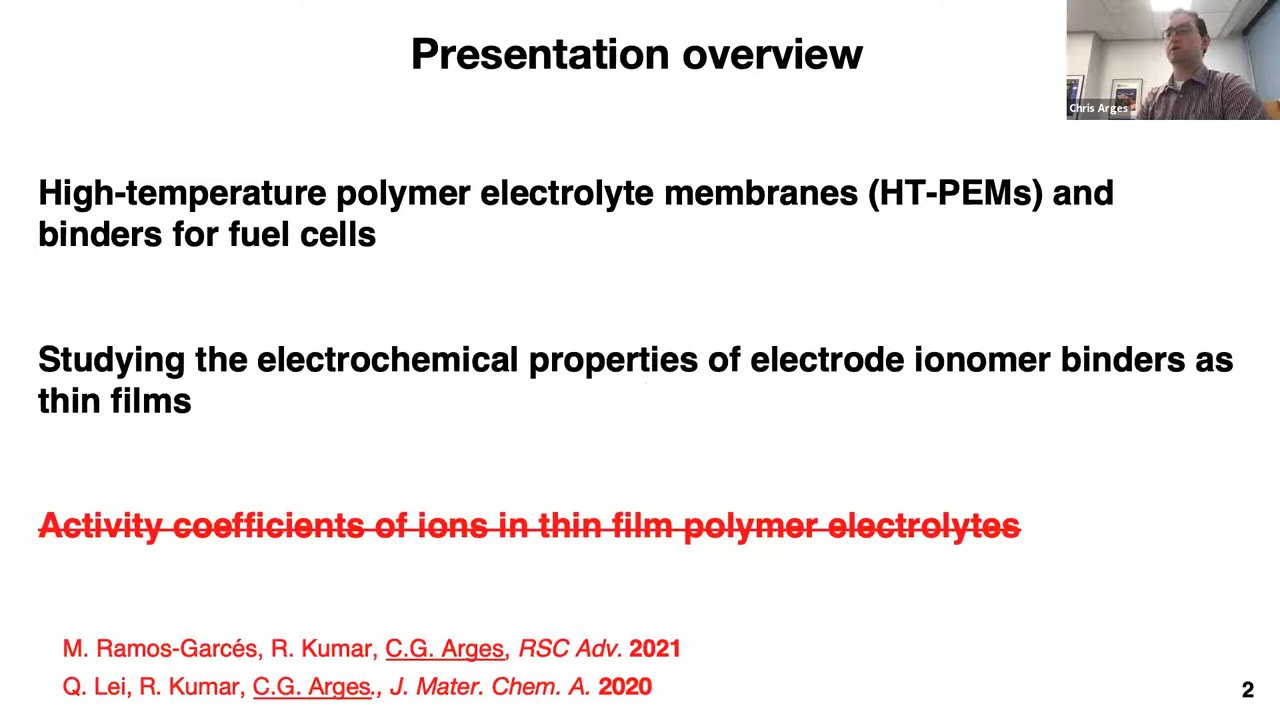 Presentation overview
Chris Arges
High-temperature polymer electrolyte membranes (HT-PEMs) and
binders for fuel cells
Studying the electrochemical properties of electrode ionomer binders as
thin films
Activity coefficients of ions in thin film polymer electrolytes
M. Ramos-Garcés, R. Kumar, C.G. Arges, RSC Adv. 2021
Q. Lei, R. Kumar, C.G. Arges., J. Mater. Chem. A. 2020
2